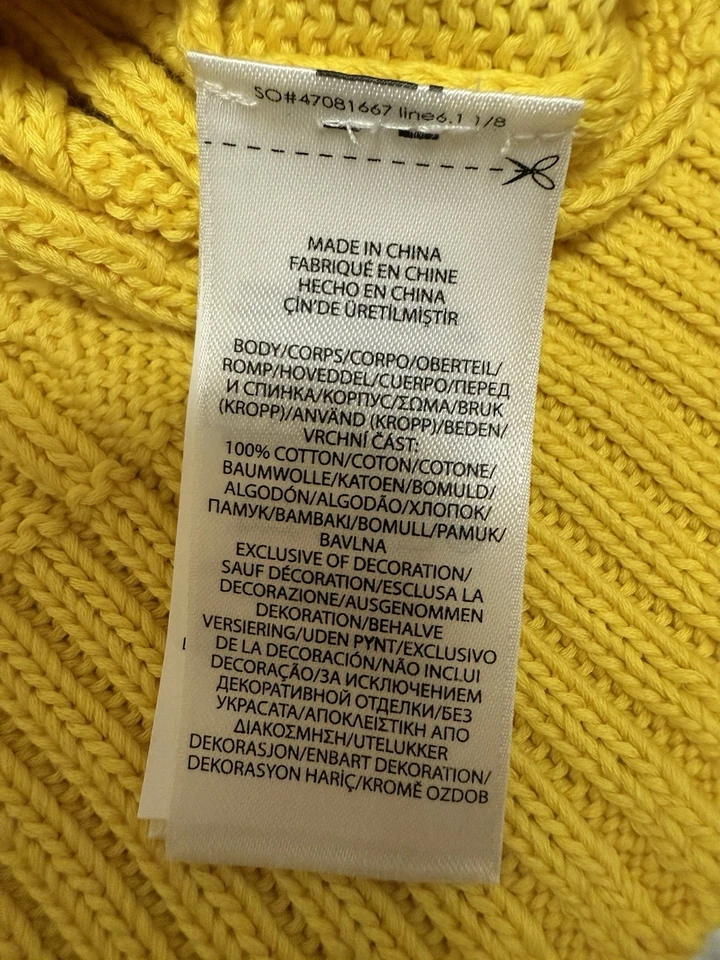 SO#47081667 line6.1 1/8
MADE IN CHINA
FABRIQUÉ EN CHINE
HECHO EN CHINA
ÇİN'DE ÜRETİLMİŞTİR
BODY/CORPS/CORPO/OBERTEIL/
ROMP/HOVEDDEL/CUERPO/ПЕРЕД
И СПИНКА/КОРПУС/ΣΩΜΑ/BRUK
(KROPP)/ANVÄND (KROPP)/BEDEN/
VRCHNÍ ČÁST:
100% COTTON/COTON/COTONE/
BAUMWOLLE/KATOEN/BOMULD/
ALGODÓN/ALGODÃO/ХЛОПОК/
ПАМУК/ΒΑΜΒΑΚΙ/BOMULL/PAMUK/
BAVLNA
EXCLUSIVE OF DECORATION/
SAUF DÉCORATION/ESCLUSA LA
DECORAZIONE/AUSGENOMMEN
DEKORATION/BEHALVE
VERSIERING/UDEN PYNT/EXCLUSIVO
DE LA DECORACIÓN/NÃO INCLUI
DECORAÇÃO/ЗА ИСКЛЮЧЕНИЕМ
ДЕКОРАТИВНОЙ ОТДЕЛКИ/БЕЗ
УКРАСАТА/ΑΠΟΚΛΕΙΣΤΙΚΗ ΑΠΟ
ΔΙΑΚΟΣΜΗΣΗ/UTELUKKER
DEKORASJON/ENBART DEKORATION/
DEKORASYON HARİÇ/KROMĚ OZDOB